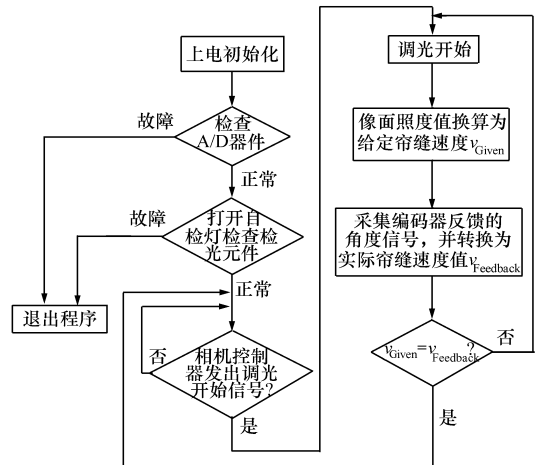 上电初始化
故障
检查
A/D器件
正常
故障
打开自
检灯检查检
光元件
正常
退出程序
否
相机控制
器发出调光
开始信号?
是
调光开始
像面照度值换算为
给定帘缝速度vGiven
采集编码器反馈的
角度信号，并转换为
实际帘缝速度值vFeedback
否
vGiven=vFeedback?
是